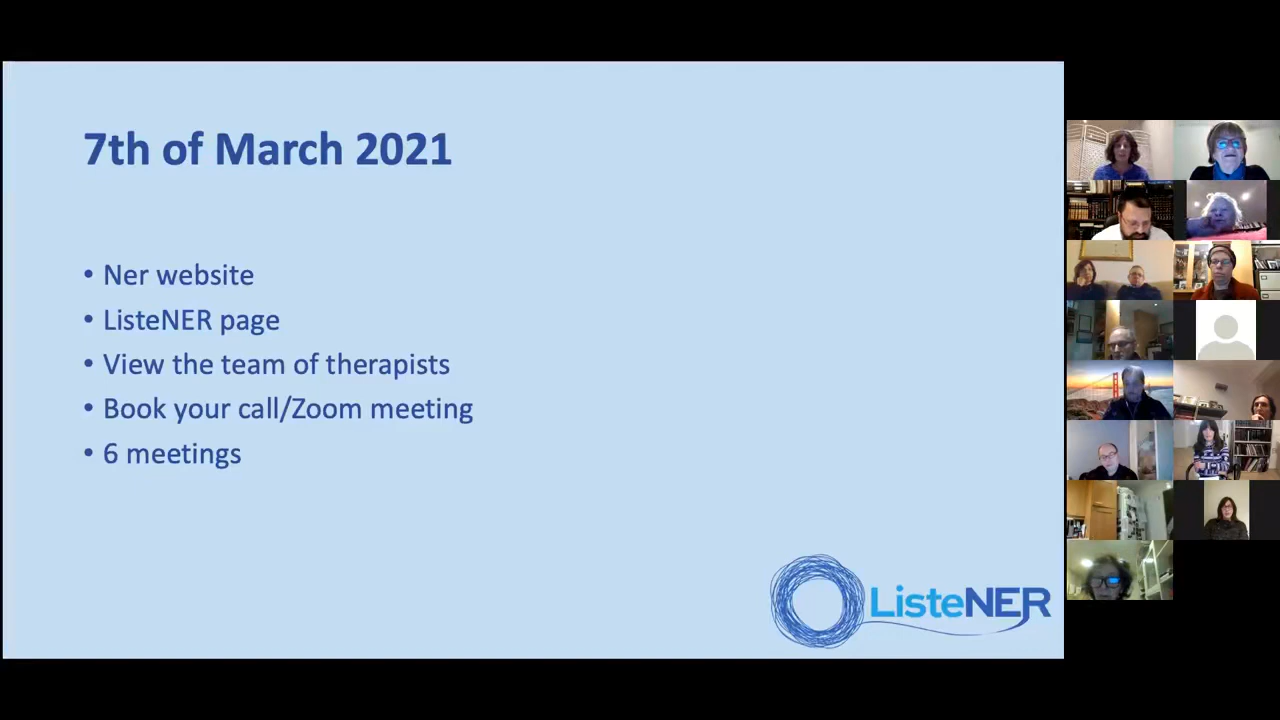 7th of March 2021
• Ner website
• ListeNER page
• View the team of therapists
• Book your call/Zoom meeting
• 6 meetings
ListeNER